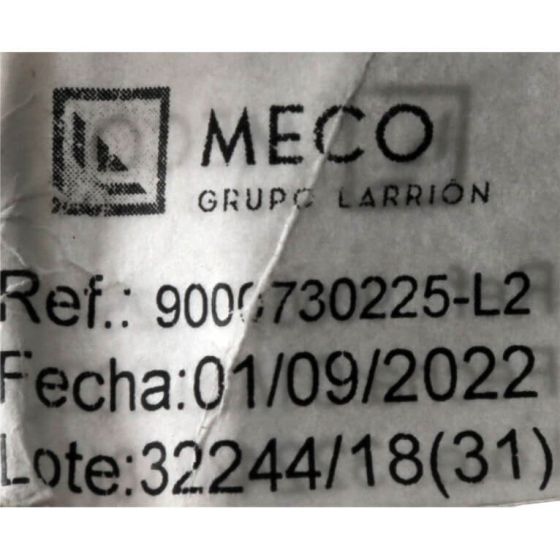 MECO
GRUPO LARRIÓN
Ref.: 9000730225-L2
Fecha:01/09/2022
Lote:32244/18(31)